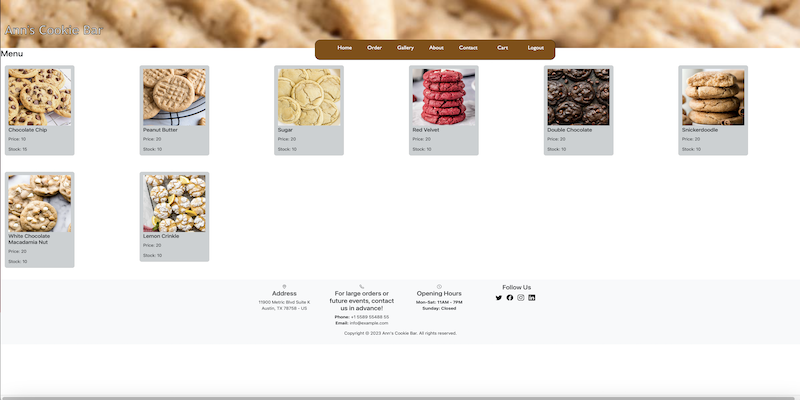 Ann's Cookie Bar
Home Order Gallery About Contact Cart Logout
Menu
Chocolate Chip
Price: 10
Stock: 15
Peanut Butter
Price: 20
Stock: 10
Sugar
Price: 20
Stock: 10
Red Velvet
Price: 20
Stock: 10
Double Chocolate
Price: 20
Stock: 10
Snickerdoodle
Price: 20
Stock: 10
White Chocolate
Macadamia Nut
Price: 20
Stock: 10
Lemon Crinkle
Price: 20
Stock: 10
Address
11900 Metric Blvd Suite K
Austin, TX 78758 - US
For large orders or
future events, contact
us in advance!
Phone: +1 5589 55488 55
Email: info@example.com
Opening Hours
Mon-Sat: 11AM - 7PM
Sunday: Closed
Follow Us
Copyright © 2023 Ann's Cookie Bar. All rights reserved.